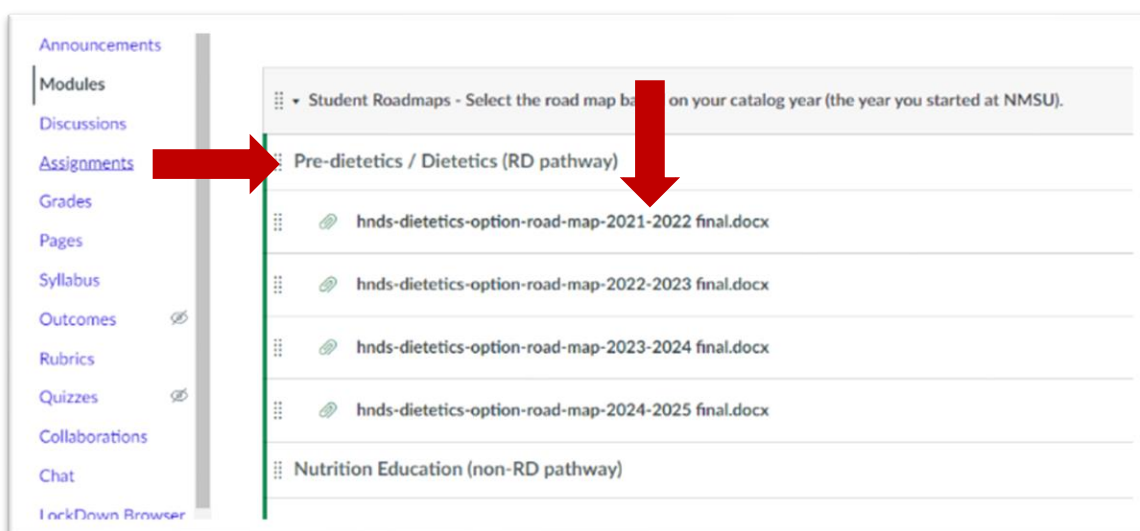 Announcements
Modules
Discussions
Assignments
Grades
Pages
Syllabus
Outcomes
Rubrics
Quizzes
Collaborations
Chat
LockDown Browser
Student Roadmaps - Select the road map ba on your catalog year (the year you started at NMSU).
Pre-dietetics / Dietetics (RD pathway)
hnds-dietetics-option-road-map-2021-2022 final.docx
hnds-dietetics-option-road-map-2022-2023 final.docx
hnds-dietetics-option-road-map-2023-2024 final.docx
hnds-dietetics-option-road-map-2024-2025 final.docx
Nutrition Education (non-RD pathway)